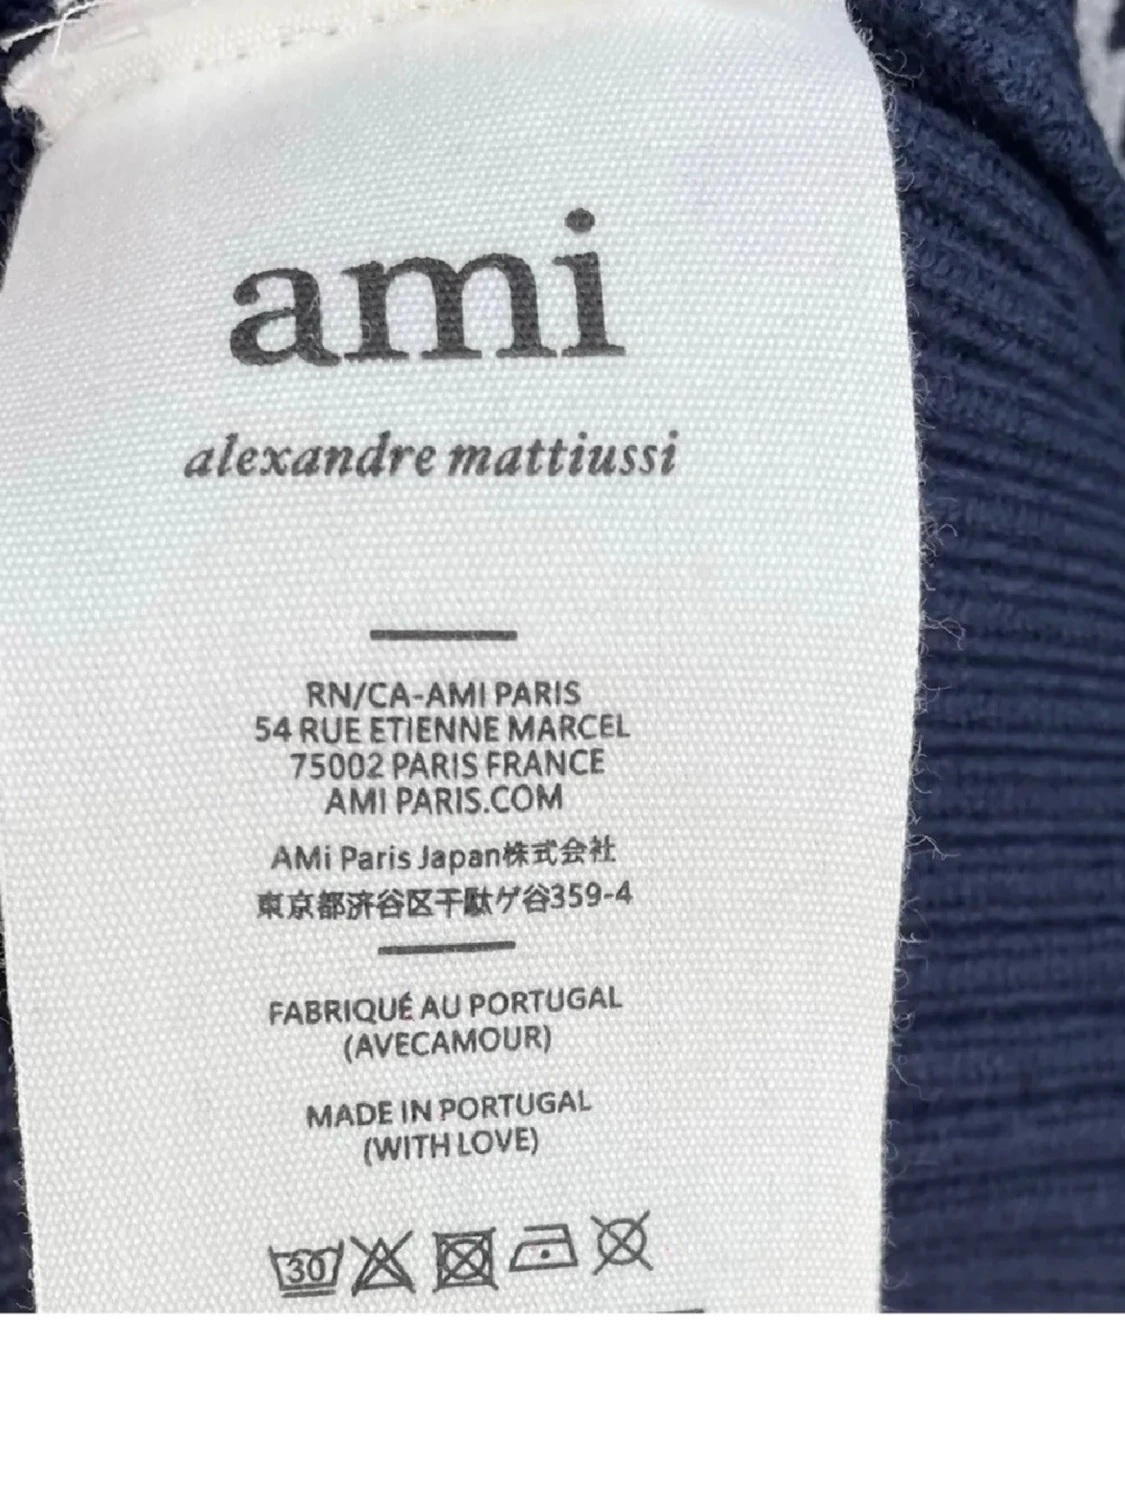 ami
alexandre mattiussi
RN/CA-AMI PARIS
54 RUE ETIENNE MARCEL
75002 PARIS FRANCE
AMI PARIS.COM
AMi Paris Japan株式会社
東京都済谷区干駄ゲ谷359-4
FABRIQUÉ AU PORTUGAL
(AVECAMOUR)
MADE IN PORTUGAL
(WITH LOVE)
30